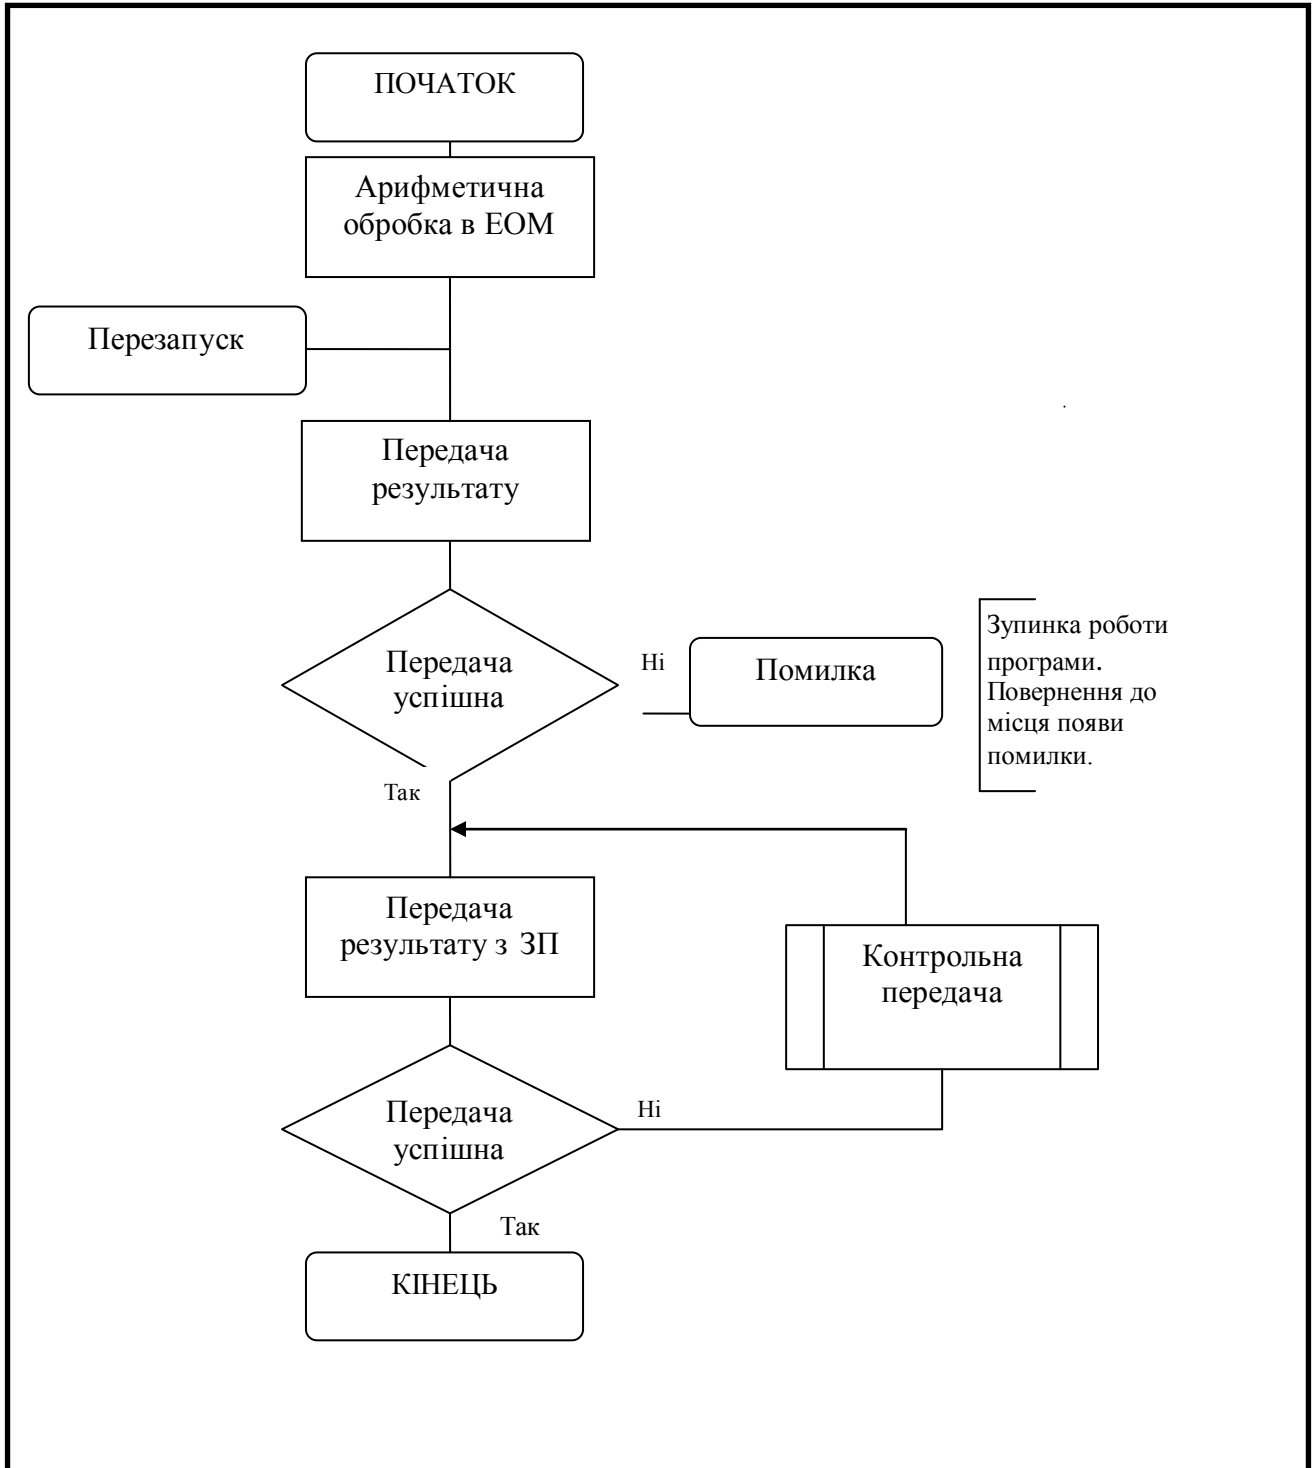 ПОЧАТОК
Арифметична
обробка в ЕОМ
Перезапуск
Передача
результату
Передача
успішна
Ні
Помилка
Зупинка роботи
програми.
Повернення до
місця появи
помилки.
Так
Передача
результату з ЗП
Контрольна
передача
Передача
успішна
Ні
Так
КІНЕЦЬ